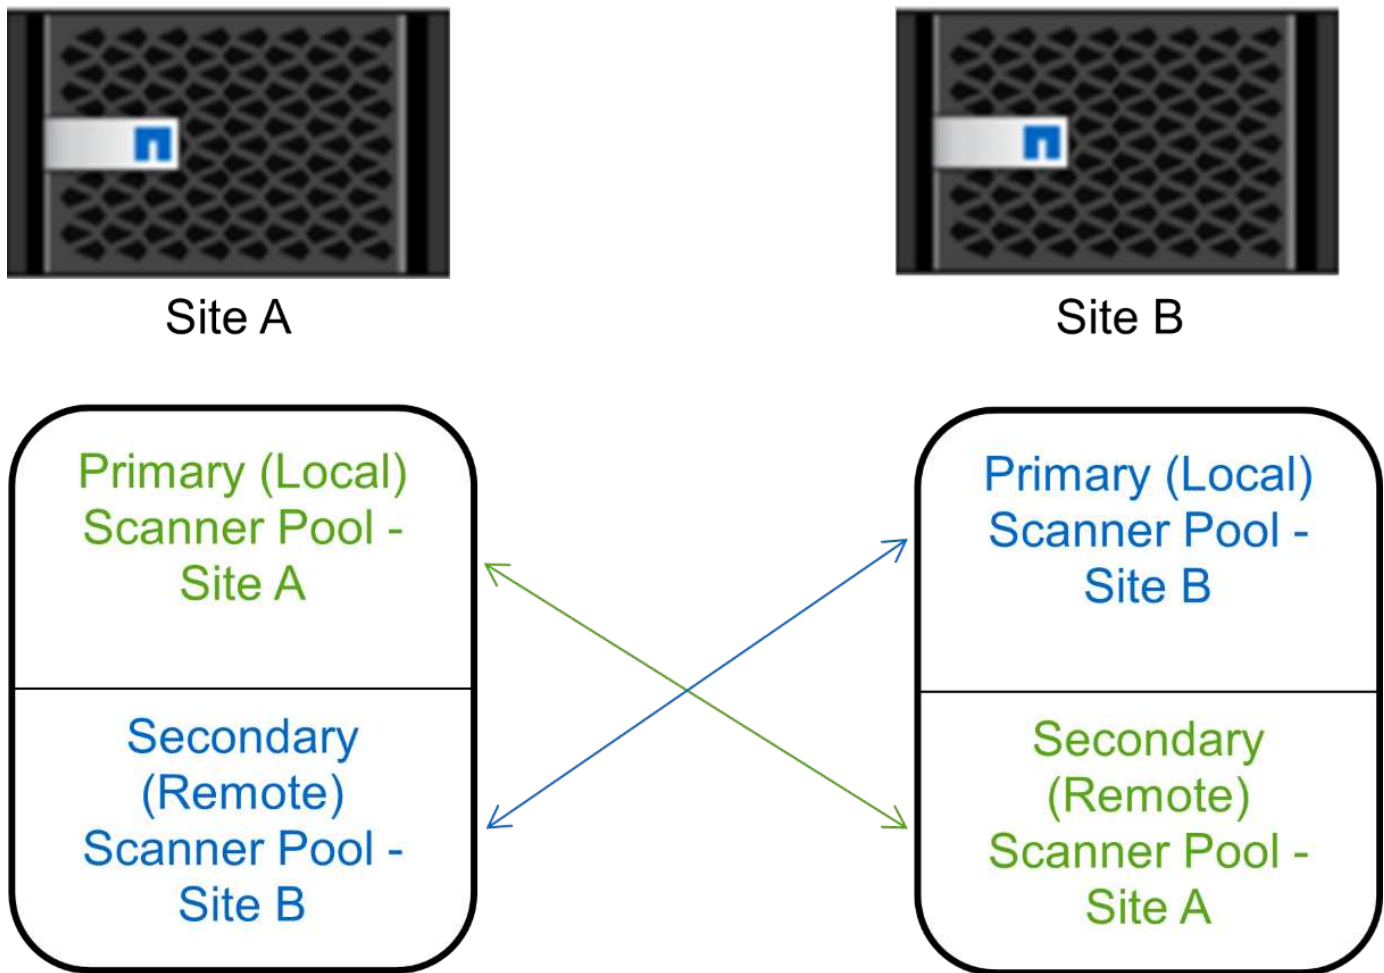 Site A
Site B
Primary (Local)
Scanner Pool -
Site A
Secondary
(Remote)
Scanner Pool -
Site B
Primary (Local)
Scanner Pool -
Site B
Secondary
(Remote)
Scanner Pool -
Site A